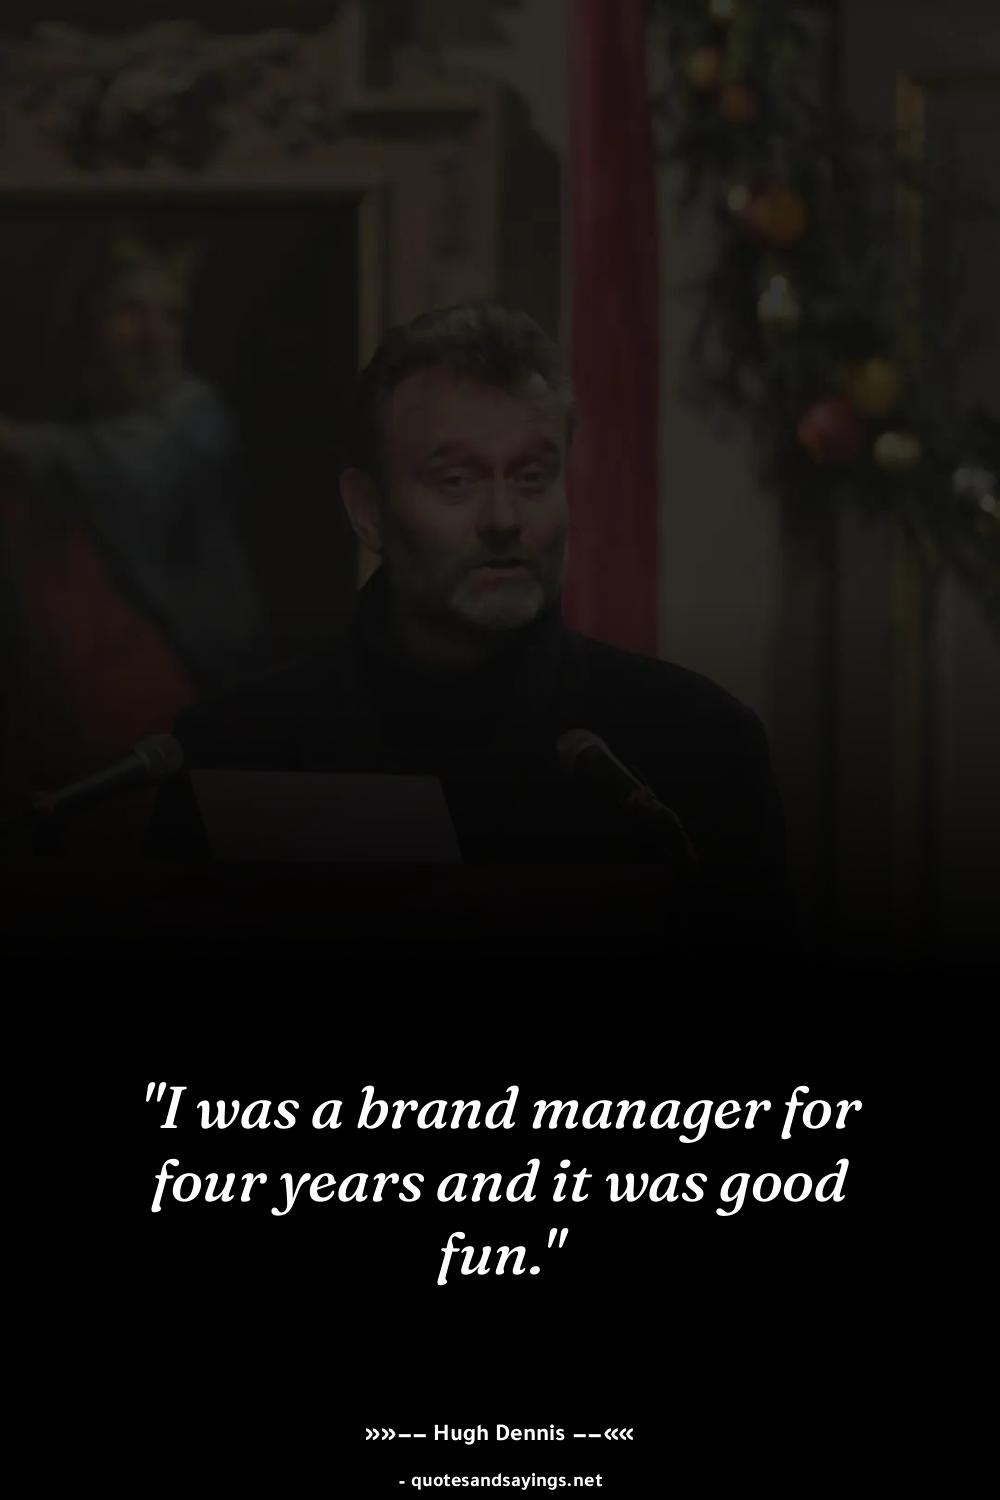 "I was a brand manager for
four years and it was good
fun."
»»−− Hugh Dennis −−««
- quotesandsayings.net